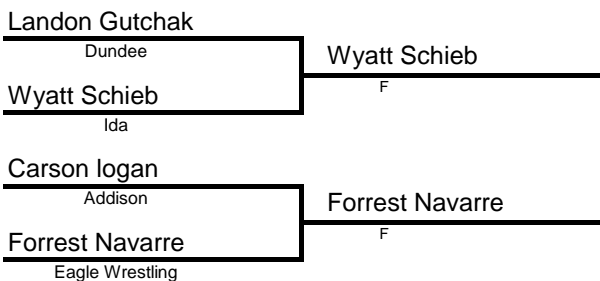 Landon Gutchak
Dundee
Wyatt Schieb
F
Wyatt Schieb
Ida
Carson logan
Addison
Forrest Navarre
F
Forrest Navarre
Eagle Wrestling